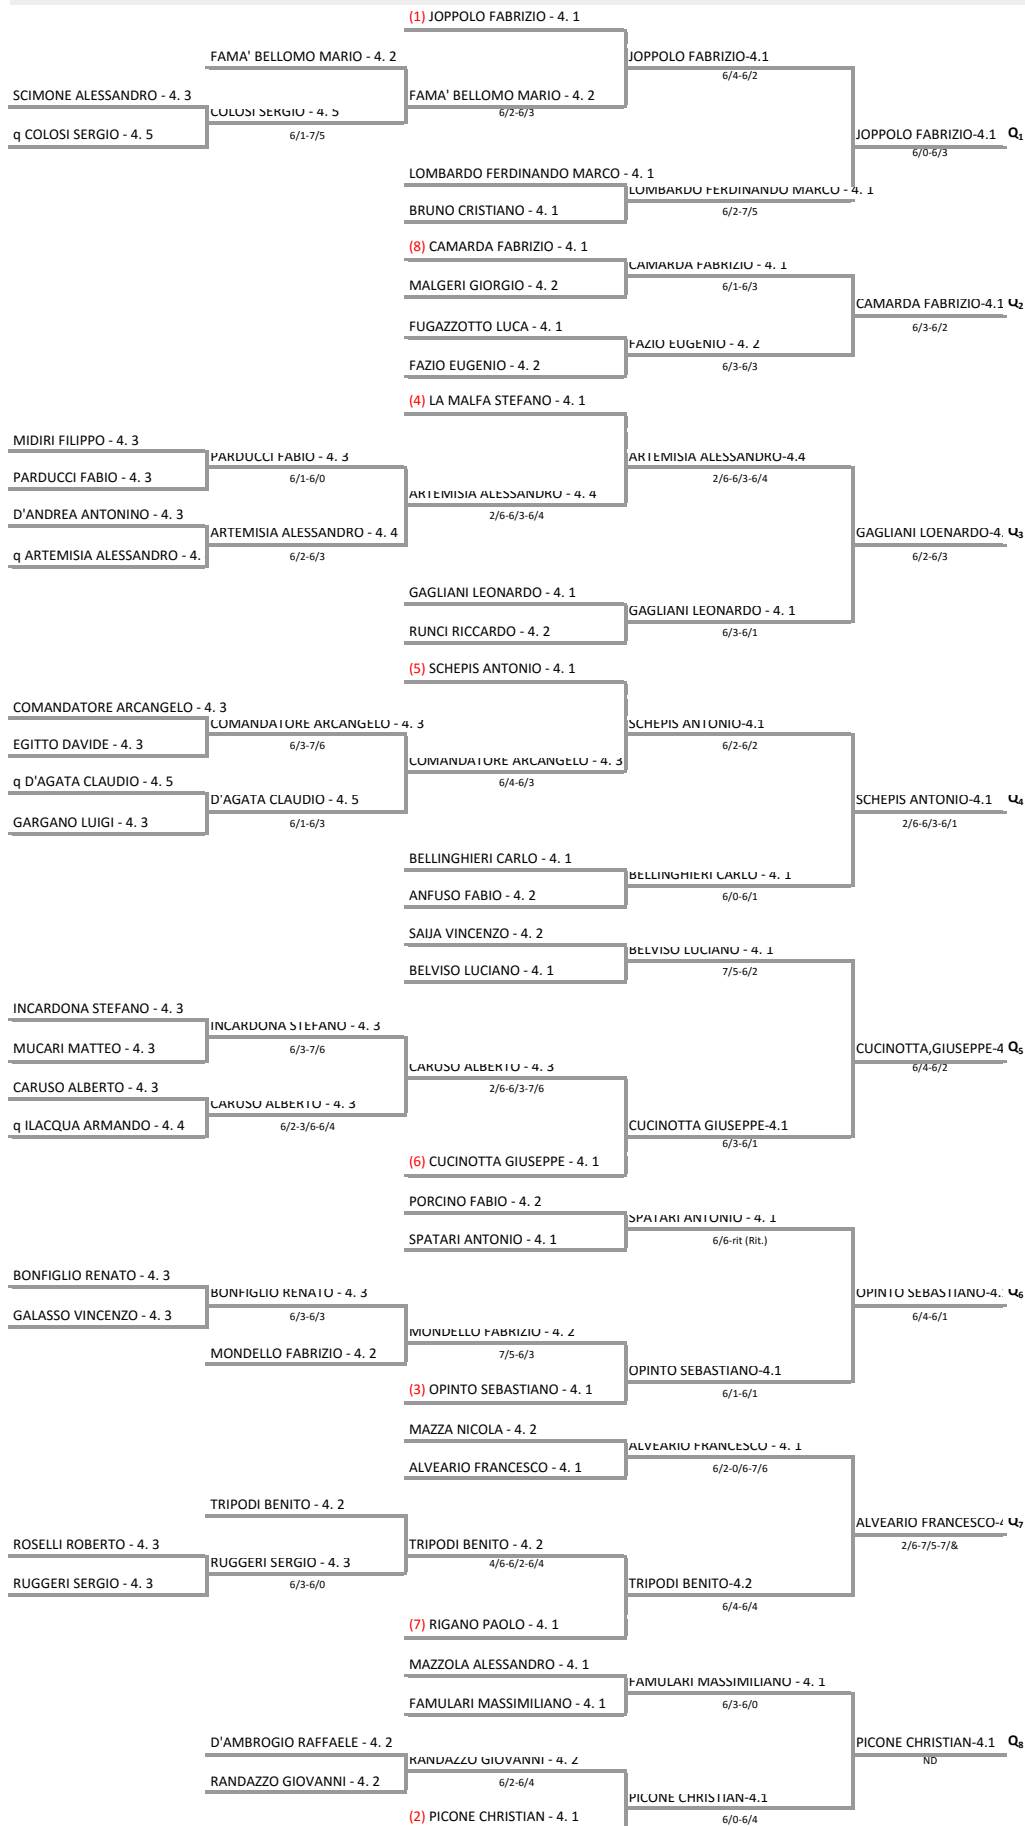 (1) JOPPOLO FABRIZIO - 4. 1
FAMA' BELLOMO MARIO - 4. 2
JOPPOLO FABRIZIO-4.1
6/4-6/2
SCIMONE ALESSANDRO - 4. 3
FAMA' BELLOMO MARIO - 4. 2
6/2-6/3
COLOSI SERGIO - 4. 5
6/1-7/5
q COLOSI SERGIO - 4. 5
JOPPOLO FABRIZIO-4.1 Q1
6/0-6/3
LOMBARDO FERDINANDO MARCO - 4. 1
LOMBARDO FERDINANDO MARCO - 4. 1
6/2-7/5
BRUNO CRISTIANO - 4. 1
(8) CAMARDA FABRIZIO - 4. 1
CAMARDA FABRIZIO - 4. 1
6/1-6/3
MALGERI GIORGIO - 4. 2
CAMARDA FABRIZIO-4.1 Q2
6/3-6/2
FUGAZZOTTO LUCA - 4. 1
FAZIO EUGENIO - 4. 2
6/3-6/3
FAZIO EUGENIO - 4. 2
(4) LA MALFA STEFANO - 4. 1
MIDIRI FILIPPO - 4. 3
PARDUCCI FABIO - 4. 3
6/1-6/0
ARTEMISIA ALESSANDRO-4.4
2/6-6/3-6/4
PARDUCCI FABIO - 4. 3
ARTEMISIA ALESSANDRO - 4. 4
2/6-6/3-6/4
D'ANDREA ANTONINO - 4. 3
ARTEMISIA ALESSANDRO - 4. 4
6/2-6/3
GAGLIANI LOENARDO-4. Q3
6/2-6/3
q ARTEMISIA ALESSANDRO - 4.
GAGLIANI LEONARDO - 4. 1
GAGLIANI LEONARDO - 4. 1
6/3-6/1
RUNCI RICCARDO - 4. 2
(5) SCHEPIS ANTONIO - 4. 1
COMANDATORE ARCANGELO - 4. 3
COMANDATORE ARCANGELO - 4. 3
6/3-7/6
SCHEPIS ANTONIO-4.1
6/2-6/2
EGITTO DAVIDE - 4. 3
COMANDATORE ARCANGELO - 4. 3
6/4-6/3
q D'AGATA CLAUDIO - 4. 5
D'AGATA CLAUDIO - 4. 5
6/1-6/3
SCHEPIS ANTONIO-4.1 Q4
2/6-6/3-6/1
GARGANO LUIGI - 4. 3
BELLINGHIERI CARLO - 4. 1
BELLINGHIERI CARLO - 4. 1
6/0-6/1
ANFUSO FABIO - 4. 2
SAIJA VINCENZO - 4. 2
BELVISO LUCIANO - 4. 1
7/5-6/2
BELVISO LUCIANO - 4. 1
INCARDONA STEFANO - 4. 3
INCARDONA STEFANO - 4. 3
6/3-7/6
MUCARI MATTEO - 4. 3
CUCINOTTA,GIUSEPPE-4 Q5
6/4-6/2
CARUSO ALBERTO - 4. 3
2/6-6/3-7/6
CARUSO ALBERTO - 4. 3
CARUSO ALBERTO - 4. 3
6/2-3/6-6/4
q ILACQUA ARMANDO - 4. 4
CUCINOTTA GIUSEPPE-4.1
6/3-6/1
(6) CUCINOTTA GIUSEPPE - 4. 1
PORCINO FABIO - 4. 2
SPATARI ANTONIO - 4. 1
6/6-rit (Rit.)
SPATARI ANTONIO - 4. 1
BONFIGLIO RENATO - 4. 3
BONFIGLIO RENATO - 4. 3
6/3-6/3
OPINTO SEBASTIANO-4. Q6
6/4-6/1
GALASSO VINCENZO - 4. 3
MONDELLO FABRIZIO - 4. 2
7/5-6/3
MONDELLO FABRIZIO - 4. 2
OPINTO SEBASTIANO-4.1
6/1-6/1
(3) OPINTO SEBASTIANO - 4. 1
MAZZA NICOLA - 4. 2
ALVEARIO FRANCESCO - 4. 1
6/2-0/6-7/6
ALVEARIO FRANCESCO - 4. 1
TRIPODI BENITO - 4. 2
ALVEARIO FRANCESCO-4 Q7
2/6-7/5-7/&
ROSELLI ROBERTO - 4. 3
TRIPODI BENITO - 4. 2
4/6-6/2-6/4
RUGGERI SERGIO - 4. 3
6/3-6/0
RUGGERI SERGIO - 4. 3
TRIPODI BENITO-4.2
6/4-6/4
(7) RIGANO PAOLO - 4. 1
MAZZOLA ALESSANDRO - 4. 1
FAMULARI MASSIMILIANO - 4. 1
6/3-6/0
FAMULARI MASSIMILIANO - 4. 1
D'AMBROGIO RAFFAELE - 4. 2
PICONE CHRISTIAN-4.1 Q8
ND
RANDAZZO GIOVANNI - 4. 2
6/2-6/4
RANDAZZO GIOVANNI - 4. 2
PICONE CHRISTIAN-4.1
6/0-6/4
(2) PICONE CHRISTIAN - 4. 1